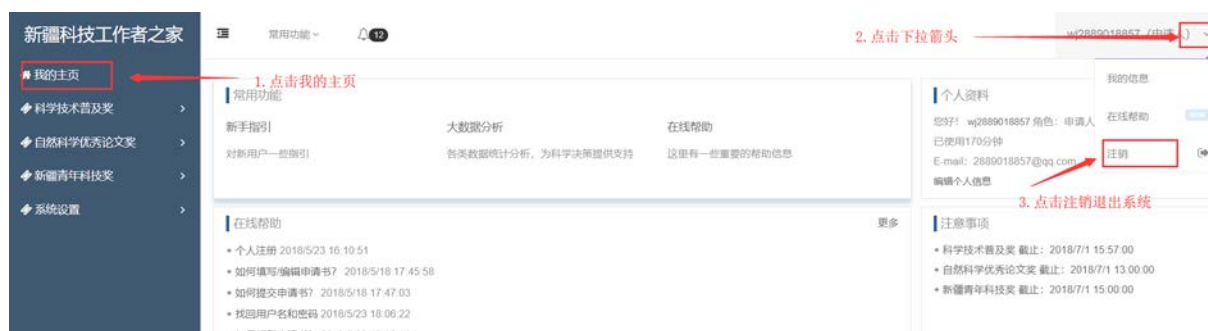 新疆科技工作者之家
常用功能
12
2. 点击下拉箭头
wj2889018857 (申请人)
我的主页
1. 点击我的主页
科学技术普及奖
自然科学优秀论文奖
新疆青年科技奖
系统设置
常用功能
新手指引
大数据分析
在线帮助
对新用户一些指引
各类数据统计分析，为科学决策提供支持
这里有一些重要的帮助信息
个人资料
您好! wj2889018857 角色：申请人
已使用170分钟
E-mail: 2889018857@qq.com
编辑个人信息
我的信息
在线帮助
注销
3. 点击注销退出系统
在线帮助
更多
个人注册 2018/5/23 16:10:51
如何填写/编辑申请书? 2018/5/18 17:45:58
如何提交申请书? 2018/5/18 17:47:03
找回用户名和密码 2018/5/23 18:06:22
注意事项
科学技术普及奖 截止：2018/7/1 15:57:00
自然科学优秀论文奖 截止：2018/7/1 13:00:00
新疆青年科技奖 截止：2018/7/1 15:00:00